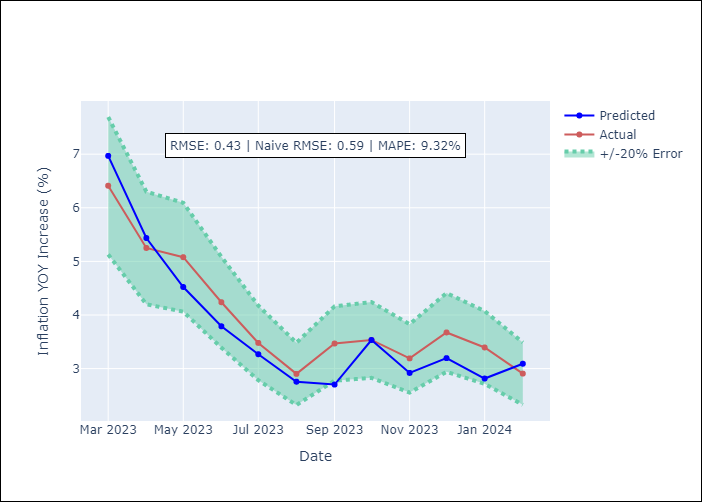 RMSE: 0.43 | Naive RMSE: 0.59 | MAPE: 9.32%
Predicted
Actual
+/-20% Error
Inflation YOY Increase (%)
7
6
5
4
3
Mar 2023 May 2023 Jul 2023 Sep 2023 Nov 2023 Jan 2024
Date